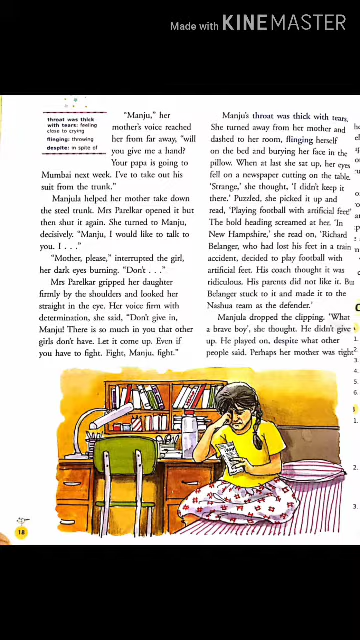 Made with KINEMASTER
throat was thick
with tears: feeling
close to crying
flinging: throwing
despite: in spite of
"Manju," her
mother's voice reached
her from far away, "will
you give me a hand?
Your papa is going to
Mumbai next week. I've to take out his
suit from the trunk."
Manjula helped her mother take down
the steel trunk. Mrs Parelkar opened it but
then shut it again. She turned to Manju,
decisively. "Manju, I would like to talk to
you. I . . ."
"Mother, please," interrupted the girl,
her dark eyes burning. "Don't . . ."
Mrs Parelkar gripped her daughter
firmly by the shoulders and looked her
straight in the eye. Her voice firm with
determination, she said, "Don't give in,
Manju! There is so much in you that other
girls don't have. Let it come up. Even if
you have to fight. Fight, Manju, fight."
Manju's throat was thick with tears.
She turned away from her mother and
dashed to her room, flinging herself
on the bed and burying her face in the
pillow. When at last she sat up, her eyes
fell on a newspaper cutting on the table.
'Strange,' she thought, 'I didn't keep it
there.' Puzzled, she picked it up and
read, 'Playing football with artificial feet!'
The bold heading screamed at her. 'In
New Hampshire,' she read on, 'Richard
Belanger, who had lost his feet in a train
accident, decided to play football with
artificial feet. His coach thought it was
ridiculous. His parents did not like it. But
Belanger stuck to it and made it to the
Nashua team as the defender.'
Manjula dropped the clipping. 'What
a brave boy', she thought. He didn't give
up. He played on, despite what other
people said. Perhaps her mother was right
18
1.
2.
3.
4.
5.
6.
1.
2.
3.